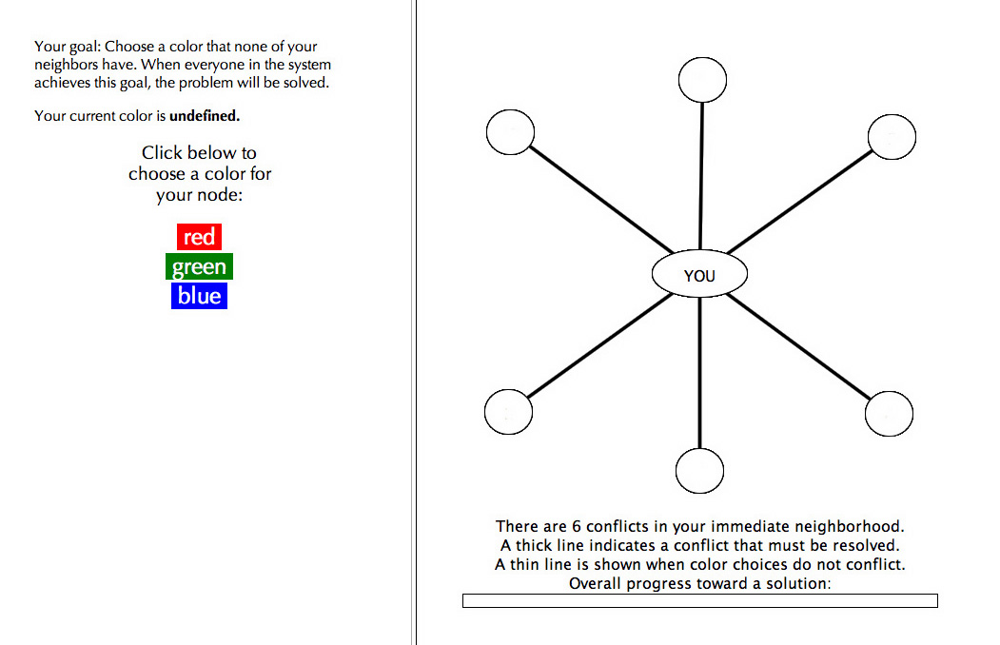 Your goal: Choose a color that none of your
neighbors have. When everyone in the system
achieves this goal, the problem will be solved.
Your current color is undefined.
Click below to
choose a color for
your node:
red
green
blue
YOU
There are 6 conflicts in your immediate neighborhood.
A thick line indicates a conflict that must be resolved.
A thin line is shown when color choices do not conflict.
Overall progress toward a solution: